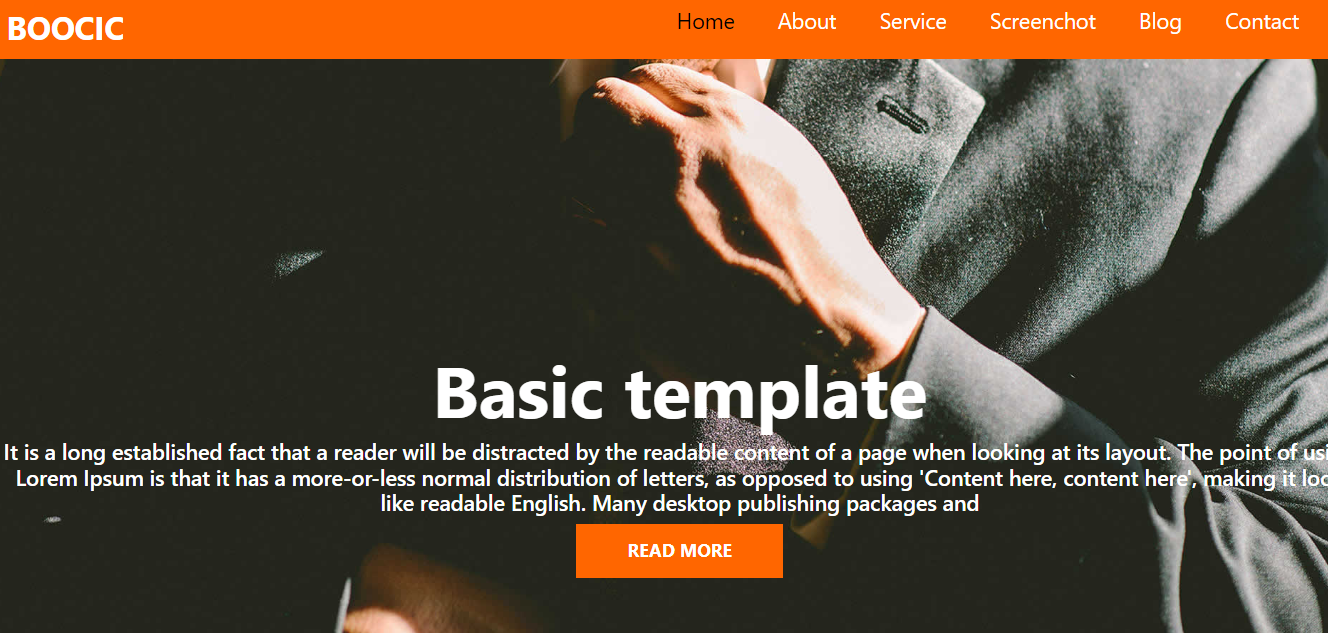 BOOCIC
Home About Service Screenchot Blog Contact
Basic template
It is a long established fact that a reader will be distracted by the readable content of a page when looking at its layout. The point of usi
Lorem Ipsum is that it has a more-or-less normal distribution of letters, as opposed to using 'Content here, content here', making it loo
like readable English. Many desktop publishing packages and
READ MORE